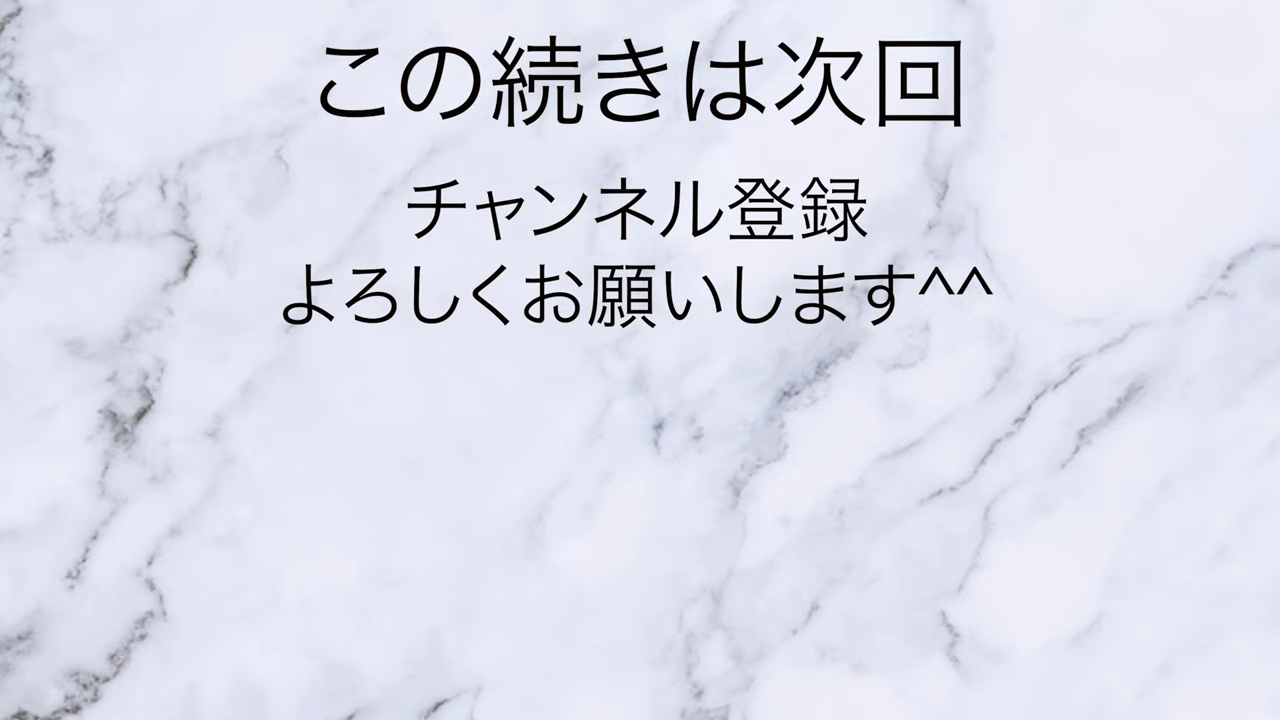 この続きは次回
チャンネル登録
よろしくお願いします^^